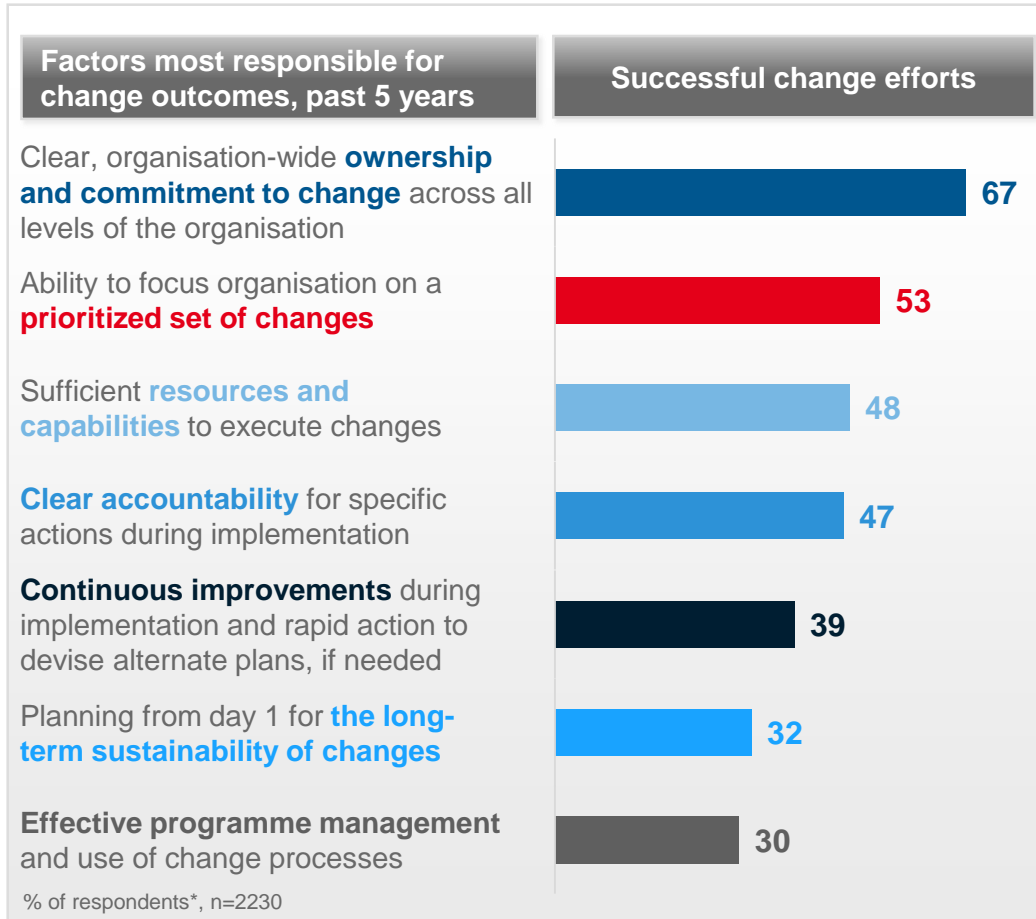 Factors most responsible for
change outcomes, past 5 years
Successful change efforts
Clear, organisation-wide ownership
and commitment to change across all
levels of the organisation
67
Ability to focus organisation on a
prioritized set of changes
53
Sufficient resources and
capabilities to execute changes
48
Clear accountability for specific
actions during implementation
47
Continuous improvements during
implementation and rapid action to
devise alternate plans, if needed
39
Planning from day 1 for the long-
term sustainability of changes
32
Effective programme management
and use of change processes
30
% of respondents*, n=2230